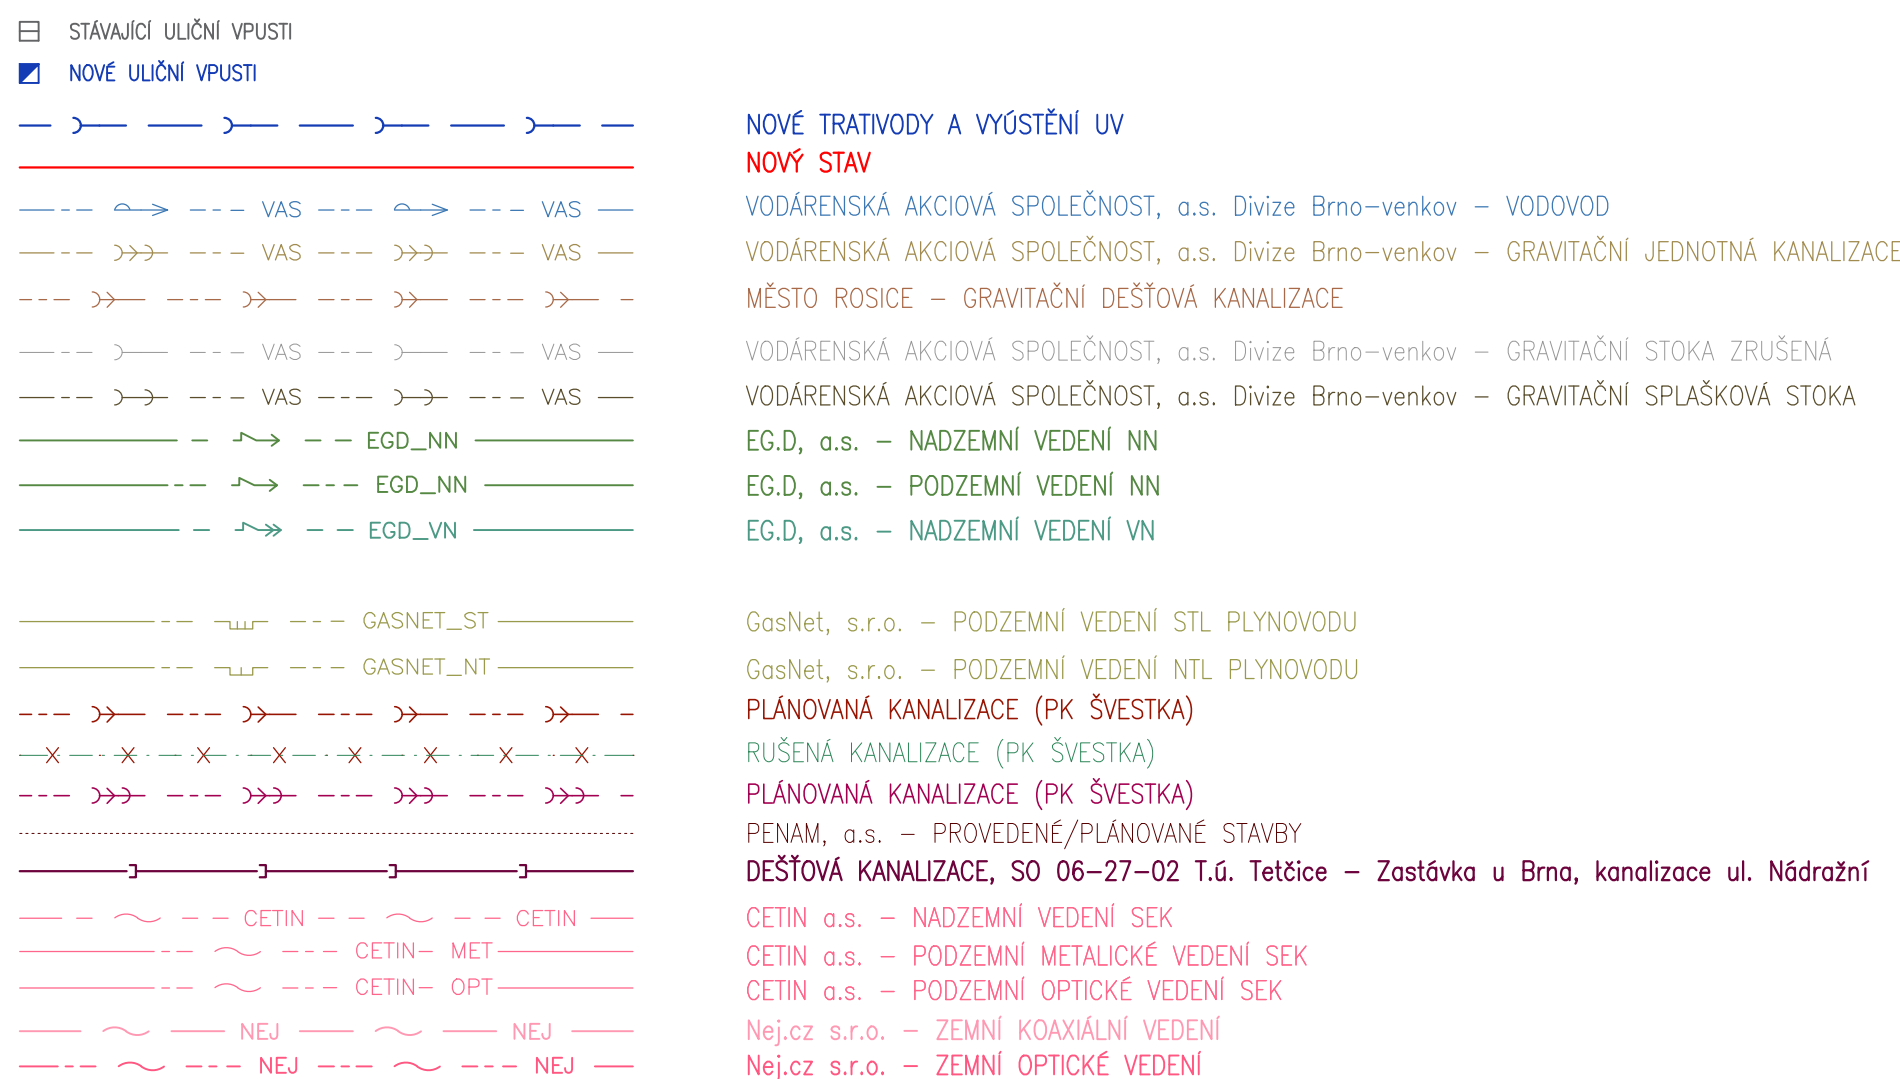 STÁVAJÍCÍ ULIČNÍ VPUSTI
NOVÉ ULIČNÍ VPUSTI
NOVÉ TRATIVODY A VYÚSTĚNÍ UV
NOVÝ STAV
VAS VAS VODÁRENSKÁ AKCIOVÁ SPOLEČNOST, a.s. Divize Brno-venkov - VODOVOD
VAS VAS VODÁRENSKÁ AKCIOVÁ SPOLEČNOST, a.s. Divize Brno-venkov - GRAVITAČNÍ JEDNOTNÁ KANALIZACE
MĚSTO ROSICE - GRAVITAČNÍ DEŠŤOVÁ KANALIZACE
VAS VAS VODÁRENSKÁ AKCIOVÁ SPOLEČNOST, a.s. Divize Brno-venkov - GRAVITAČNÍ STOKA ZRUŠENÁ
VAS VAS VODÁRENSKÁ AKCIOVÁ SPOLEČNOST, a.s. Divize Brno-venkov - GRAVITAČNÍ SPLAŠKOVÁ STOKA
EGD_NN EG.D, a.s. - NADZEMNÍ VEDENÍ NN
EGD_NN EG.D, a.s. - PODZEMNÍ VEDENÍ NN
EGD_VN EG.D, a.s. - NADZEMNÍ VEDENÍ VN
GASNET_ST GasNet, s.r.o. - PODZEMNÍ VEDENÍ STL PLYNOVODU
GASNET_NT GasNet, s.r.o. - PODZEMNÍ VEDENÍ NTL PLYNOVODU
PLÁNOVANÁ KANALIZACE (PK ŠVESTKA)
RUŠENÁ KANALIZACE (PK ŠVESTKA)
PLÁNOVANÁ KANALIZACE (PK ŠVESTKA)
PENAM, a.s. - PROVEDENÉ/PLÁNOVANÉ STAVBY
DEŠŤOVÁ KANALIZACE, SO 06-27-02 T.ú. Tetčice - Zastávka u Brna, kanalizace ul. Nádražní
CETIN CETIN CETIN a.s. - NADZEMNÍ VEDENÍ SEK
CETIN- MET CETIN a.s. - PODZEMNÍ METALICKÉ VEDENÍ SEK
CETIN- OPT CETIN a.s. - PODZEMNÍ OPTICKÉ VEDENÍ SEK
NEJ NEJ Nej.cz s.r.o. - ZEMNÍ KOAXIÁLNÍ VEDENÍ
NEJ NEJ Nej.cz s.r.o. - ZEMNÍ OPTICKÉ VEDENÍ